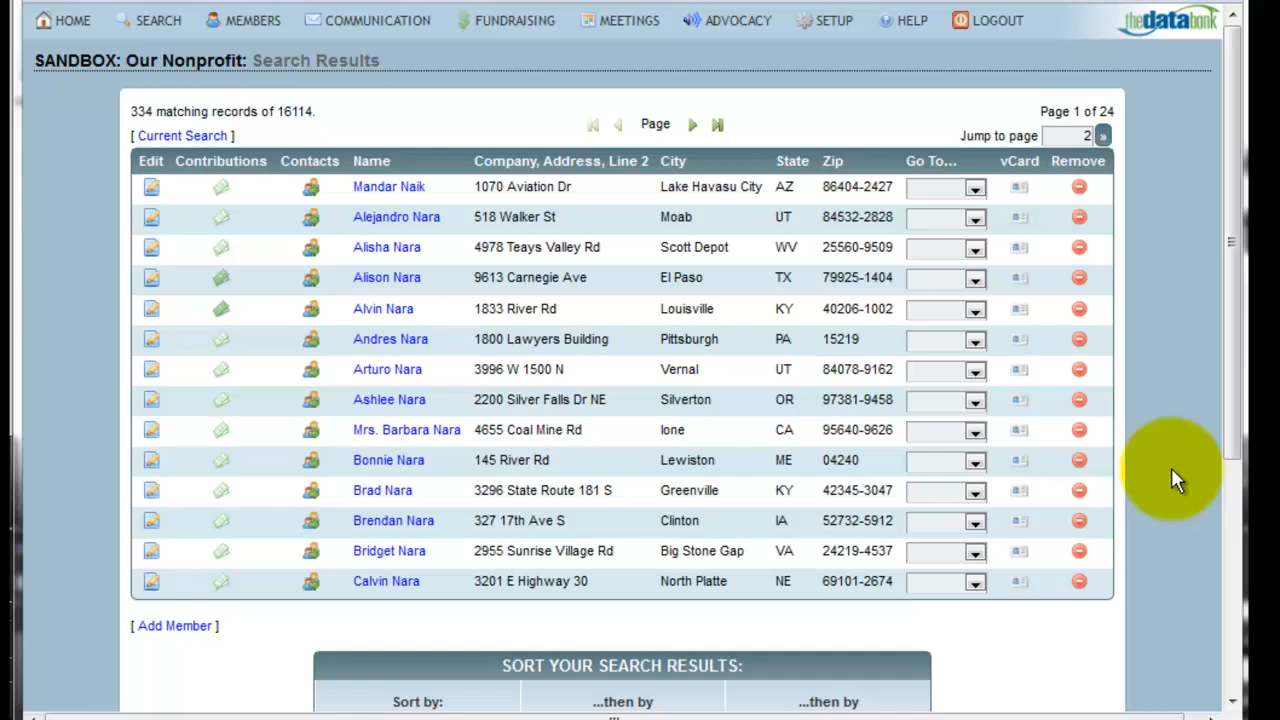 HOME SEARCH MEMBERS COMMUNICATION FUNDRAISING MEETINGS ADVOCACY SETUP HELP LOGOUT thedatabank
SANDBOX: Our Nonprofit: Search Results
334 matching records of 16114. Page Page 1 of 24
[ Current Search ] Jump to page 2 »
Edit Contributions Contacts Name Company, Address, Line 2 City State Zip Go To... vCard Remove
Mandar Naik 1070 Aviation Dr Lake Havasu City AZ 86404-2427
Alejandro Nara 518 Walker St Moab UT 84532-2828
Alisha Nara 4978 Teays Valley Rd Scott Depot WV 25560-9509
Alison Nara 9613 Carnegie Ave El Paso TX 79925-1404
Alvin Nara 1833 River Rd Louisville KY 40206-1002
Andres Nara 1800 Lawyers Building Pittsburgh PA 15219
Arturo Nara 3996 W 1500 N Vernal UT 84078-9162
Ashlee Nara 2200 Silver Falls Dr NE Silverton OR 97381-9458
Mrs. Barbara Nara 4655 Coal Mine Rd Ione CA 95640-9626
Bonnie Nara 145 River Rd Lewiston ME 04240
Brad Nara 3296 State Route 181 S Greenville KY 42345-3047
Brendan Nara 327 17th Ave S Clinton IA 52732-5912
Bridget Nara 2955 Sunrise Village Rd Big Stone Gap VA 24219-4537
Calvin Nara 3201 E Highway 30 North Platte NE 69101-2674
[ Add Member ]
SORT YOUR SEARCH RESULTS:
Sort by: ...then by ...then by